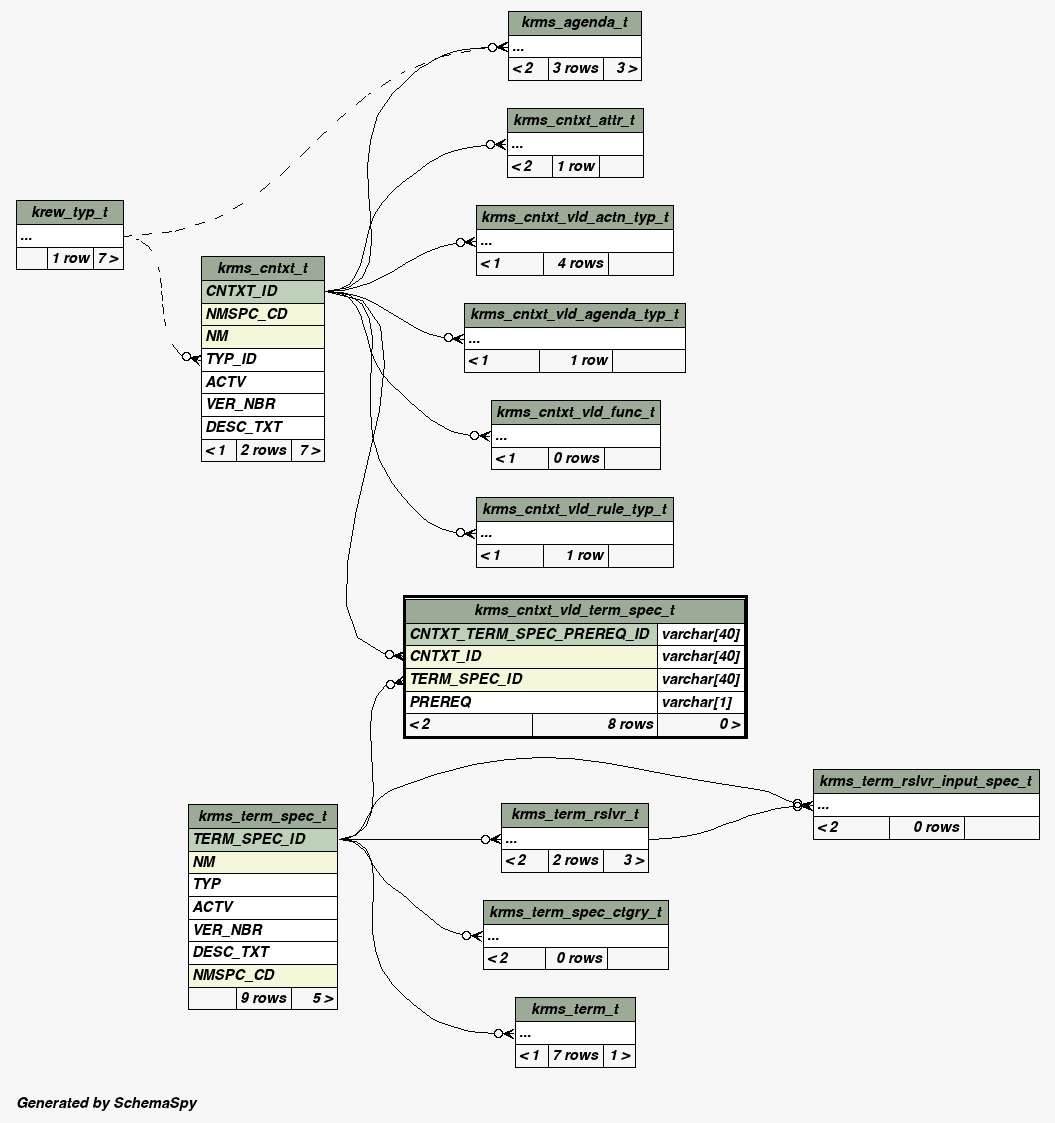 krms_agenda_t
...
< 2 3 rows 3 >
krms_cntxt_attr_t
...
< 2 1 row
krms_cntxt_vld_actn_typ_t
...
< 1 4 rows
krew_typ_t
...
1 row 7 >
krms_cntxt_t
CNTXT_ID
NMSPC_CD
NM
TYP_ID
ACTV
VER_NBR
DESC_TXT
< 1 2 rows 7 >
krms_cntxt_vld_agenda_typ_t
...
< 1 1 row
krms_cntxt_vld_func_t
...
< 1 0 rows
krms_cntxt_vld_rule_typ_t
...
< 1 1 row
krms_cntxt_vld_term_spec_t
CNTXT_TERM_SPEC_PREREQ_ID varchar[40]
CNTXT_ID varchar[40]
TERM_SPEC_ID varchar[40]
PREREQ varchar[1]
< 2 8 rows 0 >
krms_term_rslvr_input_spec_t
...
< 2 0 rows
krms_term_spec_t
TERM_SPEC_ID
NM
TYP
ACTV
VER_NBR
DESC_TXT
NMSPC_CD
9 rows 5 >
krms_term_rslvr_t
...
< 2 2 rows 3 >
krms_term_spec_ctgry_t
...
< 2 0 rows
krms_term_t
...
< 1 7 rows 1 >
Generated by SchemaSpy